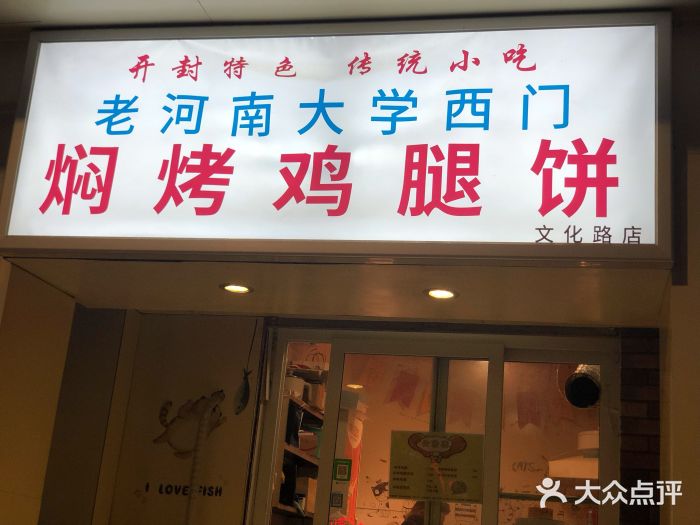 开封特色 传统小吃
老河南大学西门
焖烤鸡腿饼
文化路店
I LOVE FISH
大众点评